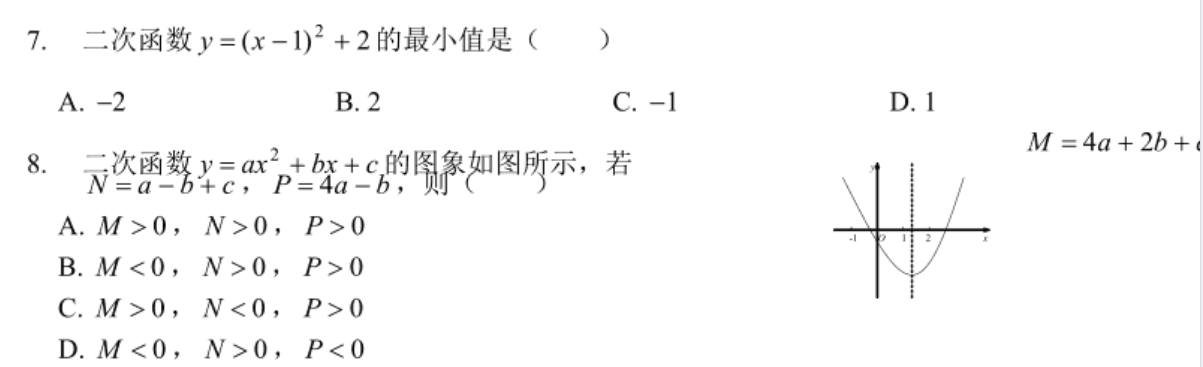 7. 二次函数 y=(x−1)² +2的最小值是（ ）
A. −2 B. 2 C. −1 D. 1
M=4a+2b+
8. 二次函数 y=ax²+bx+c的图象如图所示，若
N=a−b+c， P=4a−b，则（ ）
A. M>0， N>0， P>0
B. M<0， N>0， P>0
C. M>0， N<0， P>0
D. M<0， N>0， P<0
y
-1 O 1 2 x